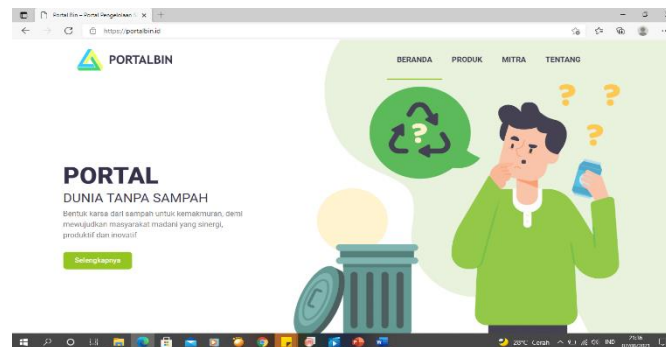 Portal Bin – Portal Pengelolaan
https://portalbin.id
PORTALBIN
BERANDA PRODUK MITRA TENTANG
PORTAL
DUNIA TANPA SAMPAH
Bentuk karsa dari sampah untuk kemakmuran, demi
mewujudkan masyarakat madani yang sinergi,
produktif dan inovatif
Selengkapnya
? ? ?
?
28°C Cerah IND